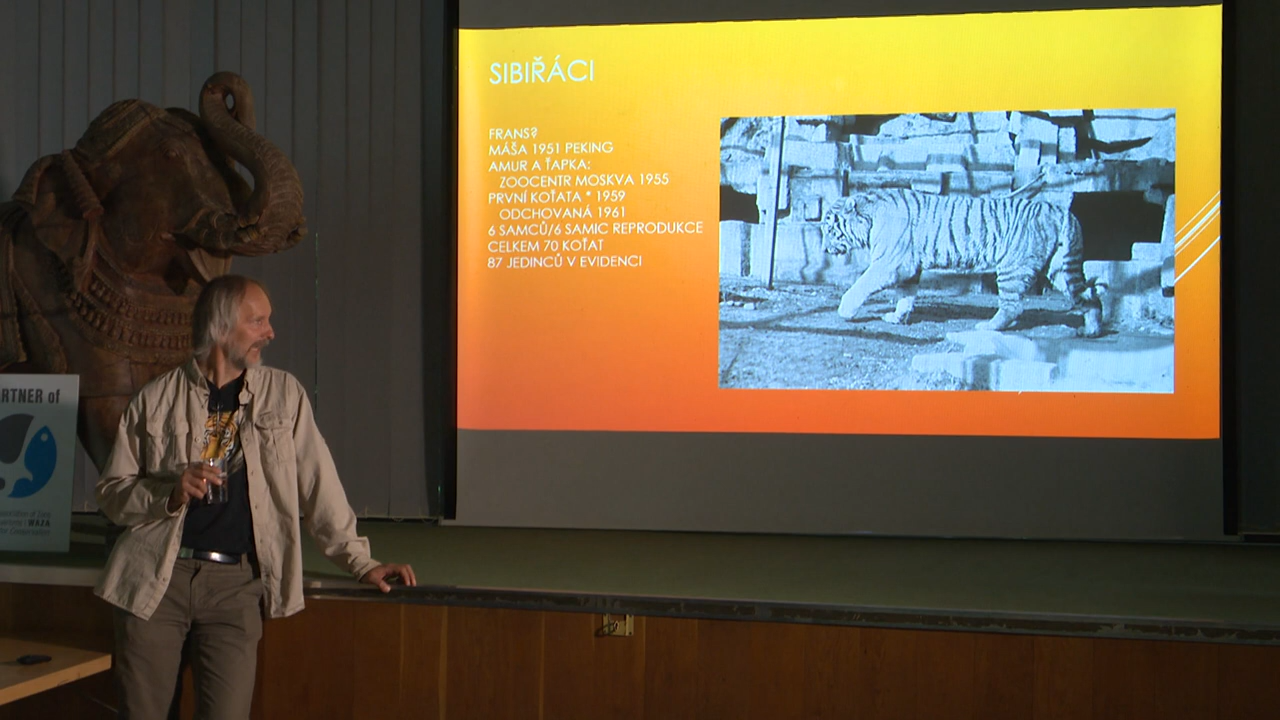 SIBIŘÁCI
FRANS?
MÁŠA 1951 PEKING
AMUR A ŤAPKA:
ZOOCENTR MOSKVA 1955
PRVNÍ KOŤATA * 1959
ODCHOVANÁ 1961
6 SAMCŮ/6 SAMIC REPRODUKCE
CELKEM 70 KOŤAT
87 JEDINCŮ V EVIDENCI
RTNER of
WAZA